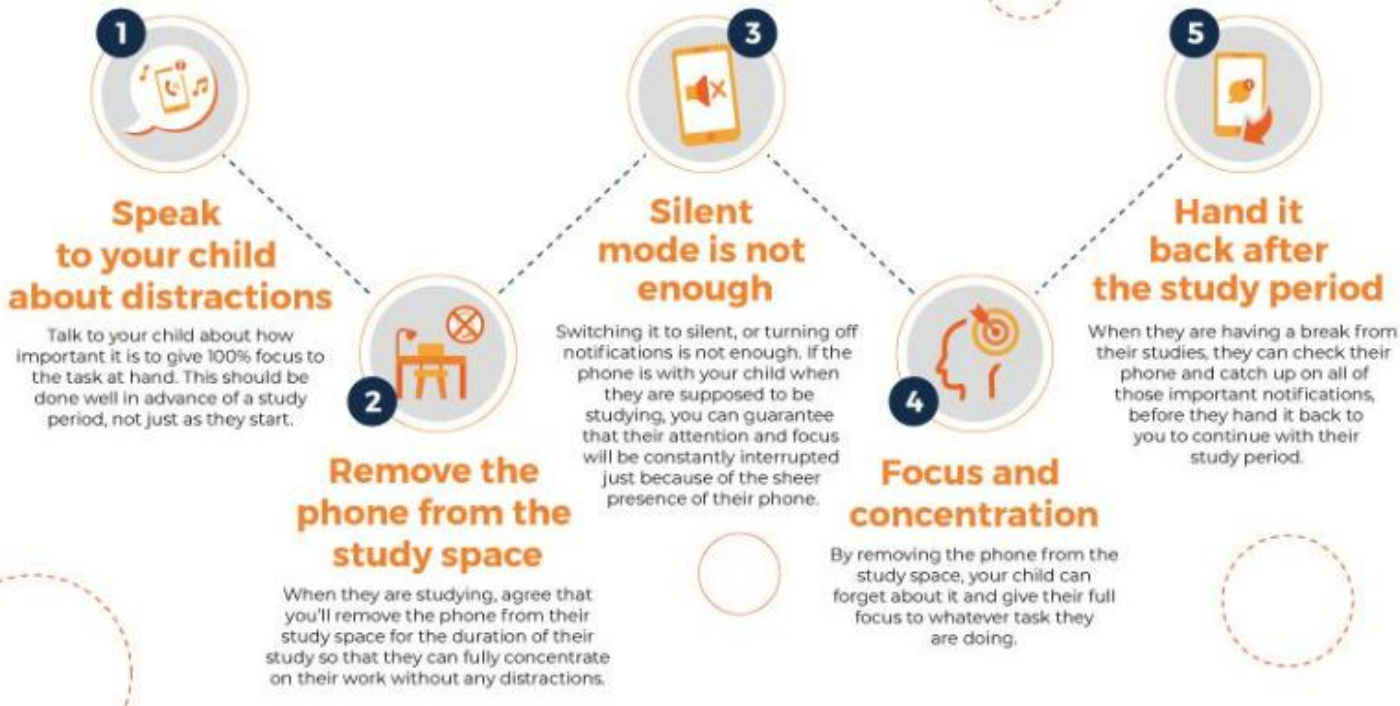 1
Speak
to your child
about distractions
Talk to your child about how
important it is to give 100% focus to
the task at hand. This should be
done well in advance of a study
period, not just as they start.
2
Remove the
phone from the
study space
When they are studying, agree that
you'll remove the phone from their
study space for the duration of their
study so that they can fully concentrate
on their work without any distractions.
3
Silent
mode is not
enough
Switching it to silent, or turning off
notifications is not enough. If the
phone is with your child when
they are supposed to be
studying, you can guarantee
that their attention and focus
will be constantly interrupted
just because of the sheer
presence of their phone.
4
Focus and
concentration
By removing the phone from the
study space, your child can
forget about it and give their full
focus to whatever task they
are doing.
5
Hand it
back after
the study period
When they are having a break from
their studies, they can check their
phone and catch up on all of
those important notifications,
before they hand it back to
you to continue with their
study period.